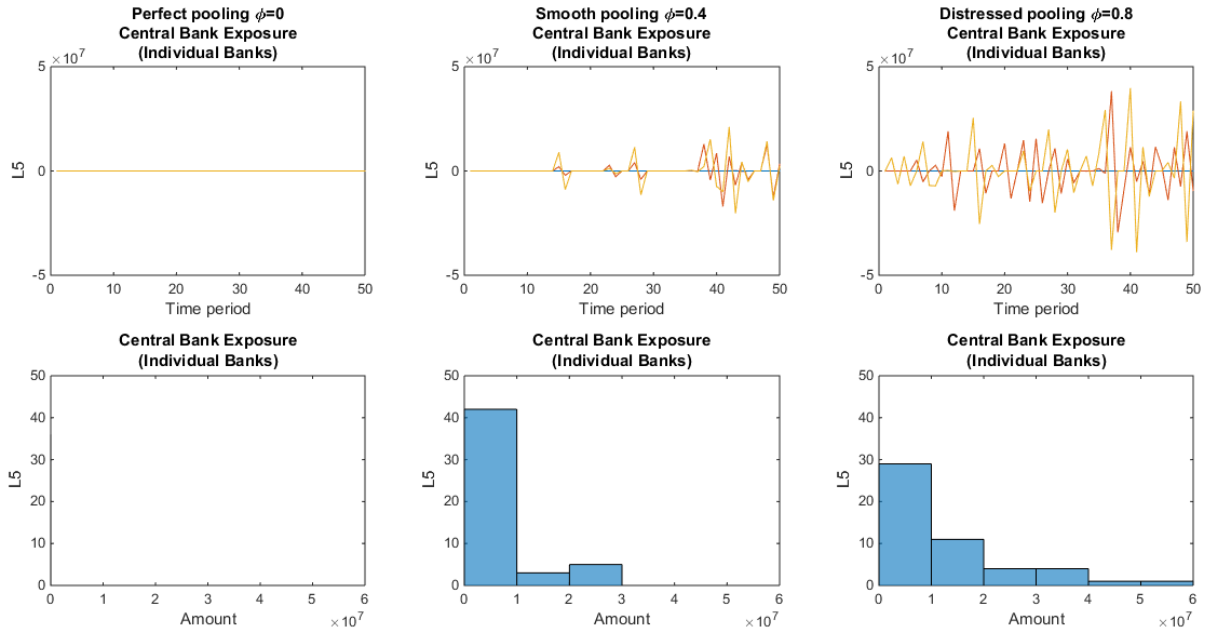 Perfect pooling ϕ=0
Central Bank Exposure
(Individual Banks)
×10^7
5
0
-5
L5
0 10 20 30 40 50
Time period
Smooth pooling ϕ=0.4
Central Bank Exposure
(Individual Banks)
×10^7
5
0
-5
L5
0 10 20 30 40 50
Time period
Distressed pooling ϕ=0.8
Central Bank Exposure
(Individual Banks)
×10^7
5
0
-5
L5
0 10 20 30 40 50
Time period
Central Bank Exposure
(Individual Banks)
50
40
30
20
10
0
L5
0 1 2 3 4 5 6
Amount ×10^7
Central Bank Exposure
(Individual Banks)
50
40
30
20
10
0
L5
0 1 2 3 4 5 6
Amount ×10^7
Central Bank Exposure
(Individual Banks)
50
40
30
20
10
0
L5
0 1 2 3 4 5 6
Amount ×10^7